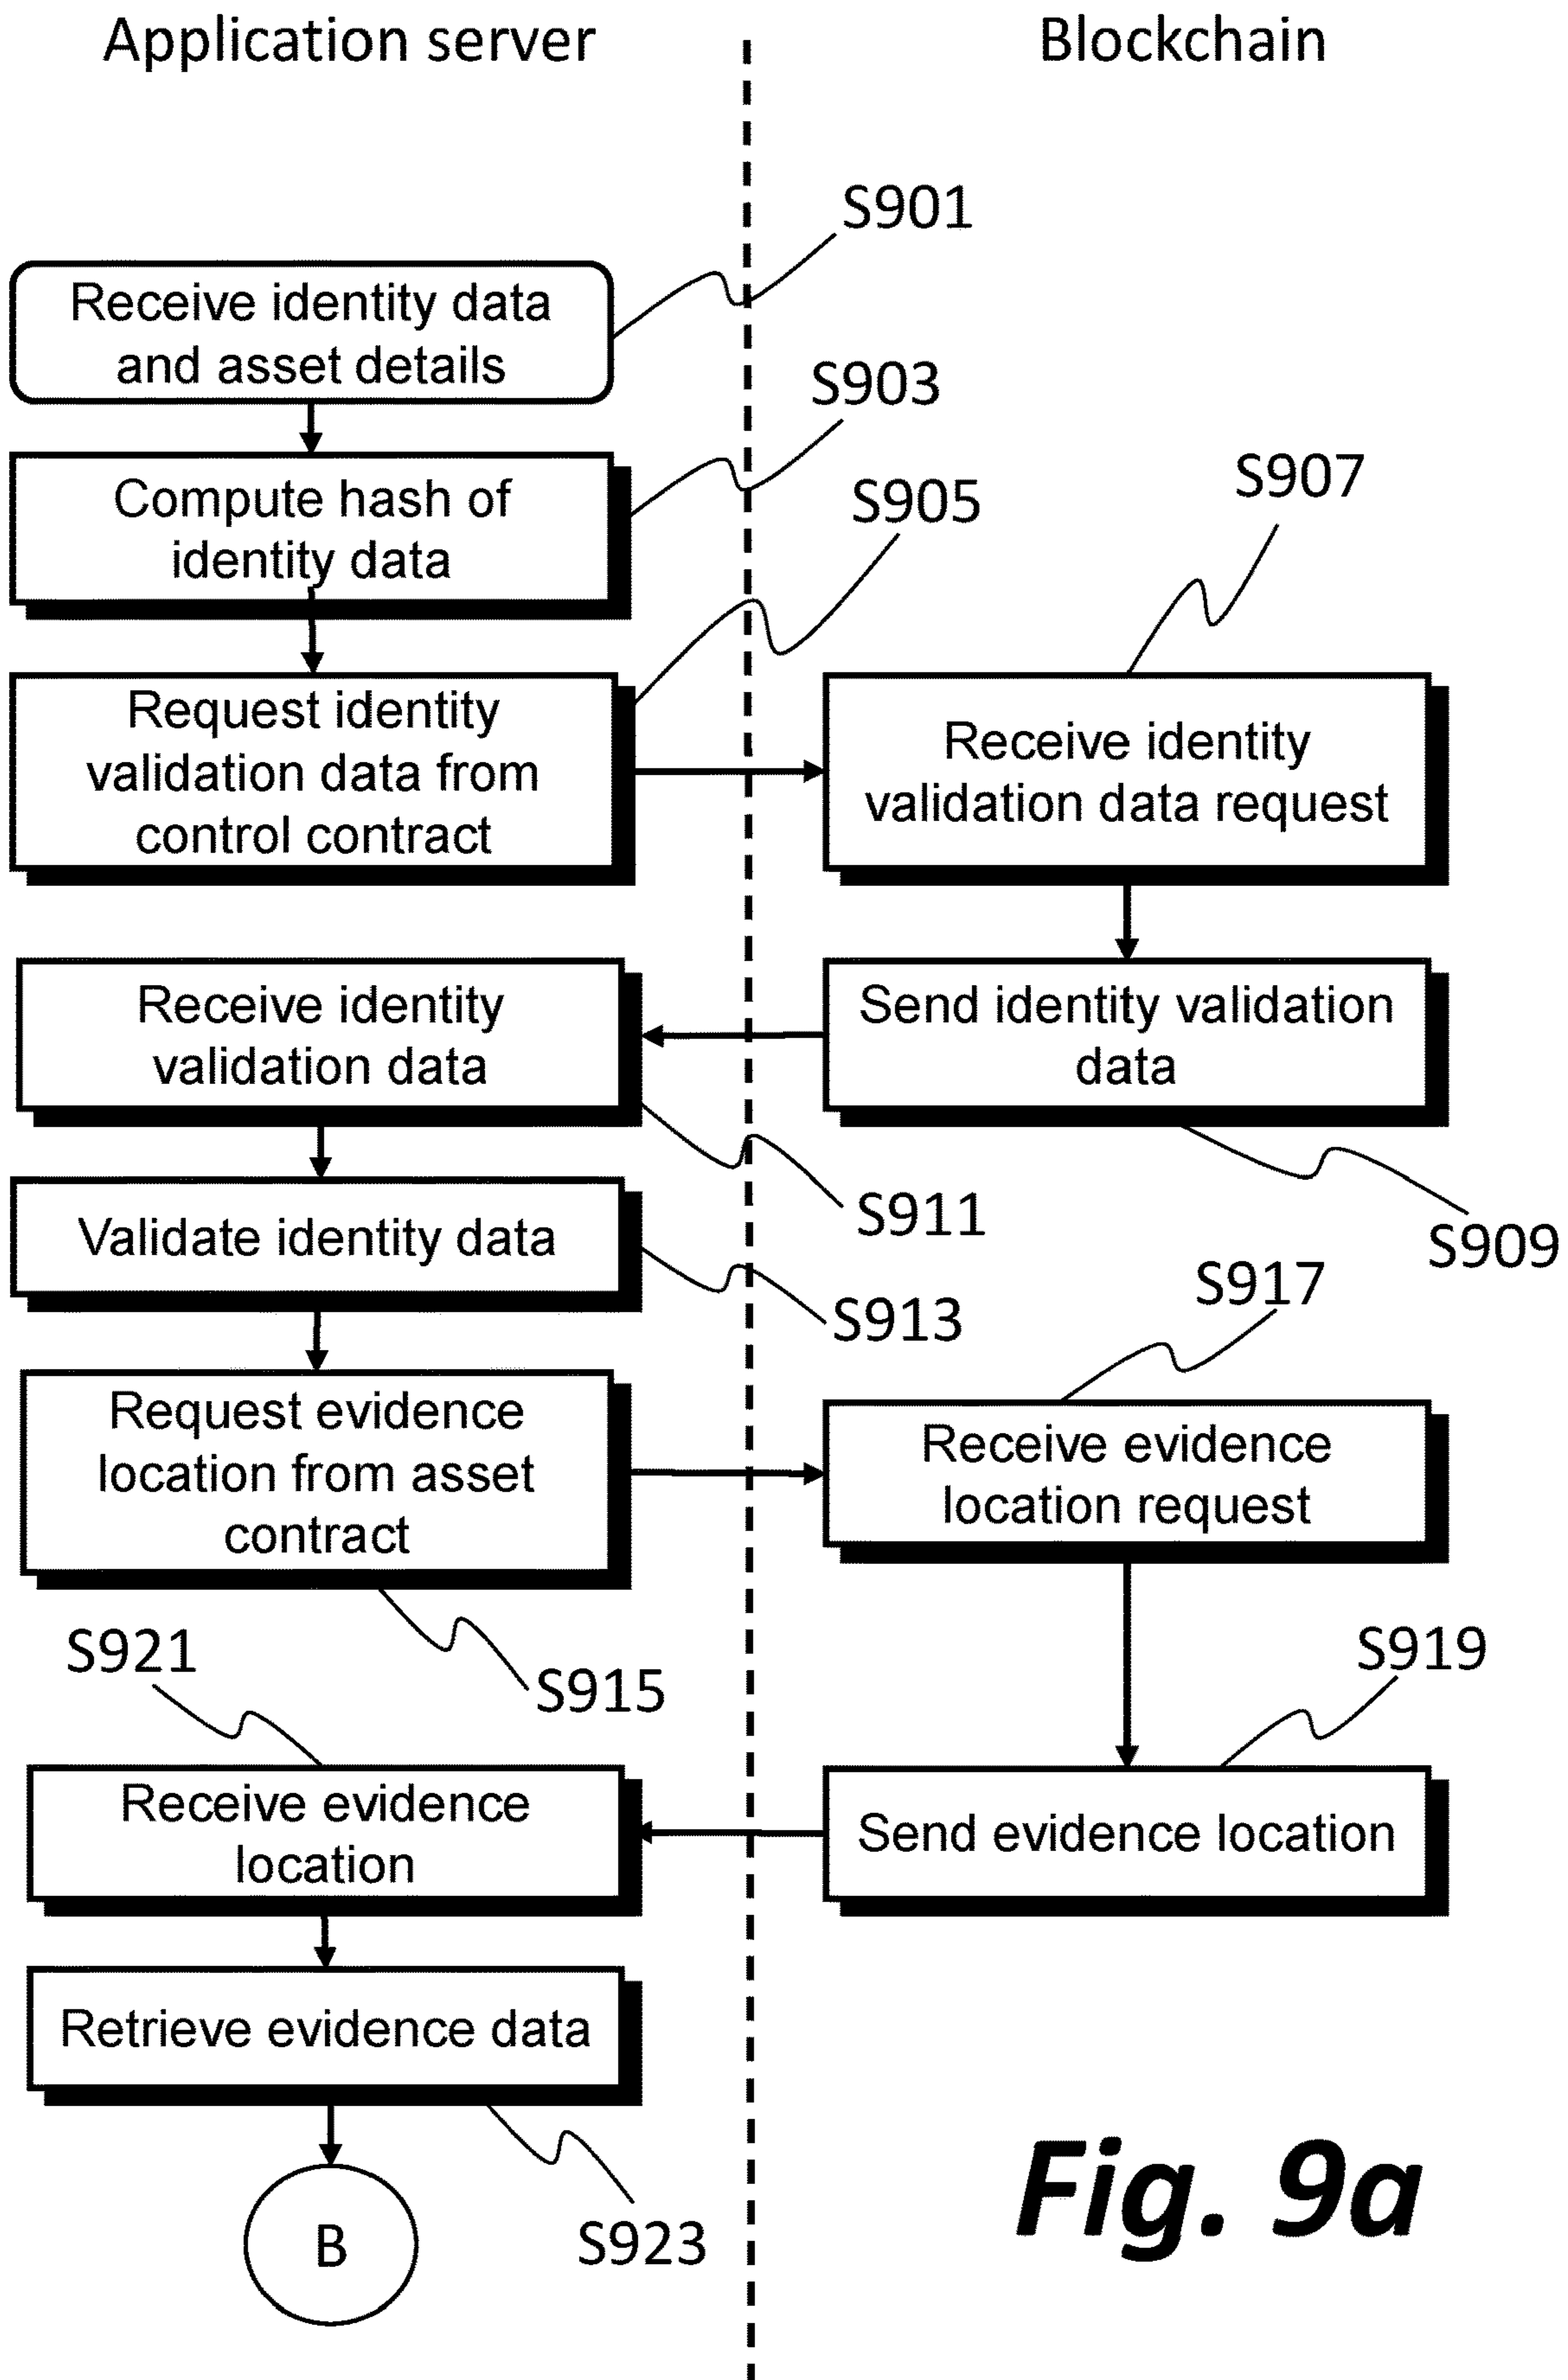 Application server
Blockchain
S901
Receive identity data
and asset details
S903
Compute hash of
identity data
S905
S907
Request identity
validation data from
control contract
Receive identity
validation data request
Receive identity
validation data
Send identity validation
data
S911
S909
Validate identity data
S913
S917
Request evidence
location from asset
contract
Receive evidence
location request
S915
S921
S919
Receive evidence
location
Send evidence location
Retrieve evidence data
S923
B
Fig. 9a